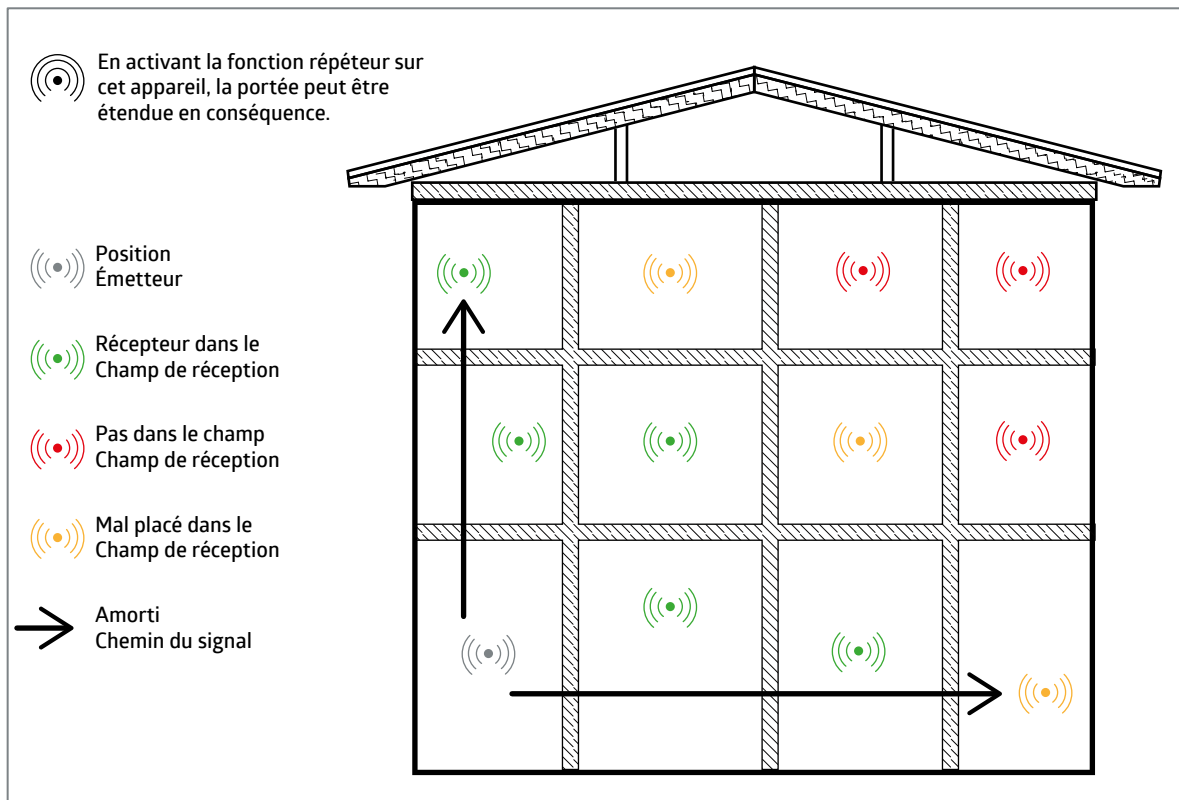 En activant la fonction répéteur sur
cet appareil, la portée peut être
étendue en conséquence.
Position
Émetteur
Récepteur dans le
Champ de réception
Pas dans le champ
Champ de réception
Mal placé dans le
Champ de réception
Amorti
Chemin du signal